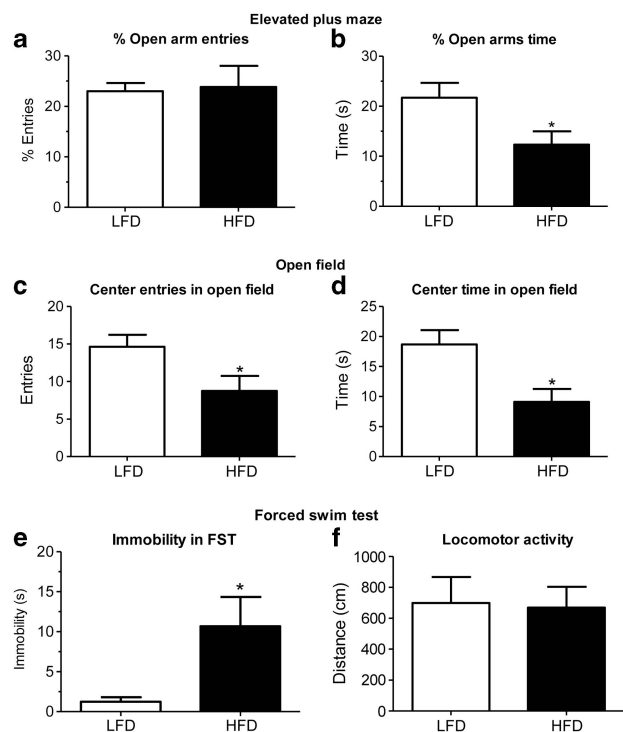 Elevated plus maze
a
% Open arm entries
% Entries
30
20
10
0
LFD
HFD
b
% Open arms time
Time (s)
30
20
10
0
*
LFD
HFD
Open field
c
Center entries in open field
Entries
20
15
10
5
0
*
LFD
HFD
d
Center time in open field
Time (s)
25
20
15
10
5
0
*
LFD
HFD
Forced swim test
e
Immobility in FST
Immobility (s)
20
15
10
5
0
*
LFD
HFD
f
Locomotor activity
Distance (cm)
1000
800
600
400
200
0
LFD
HFD